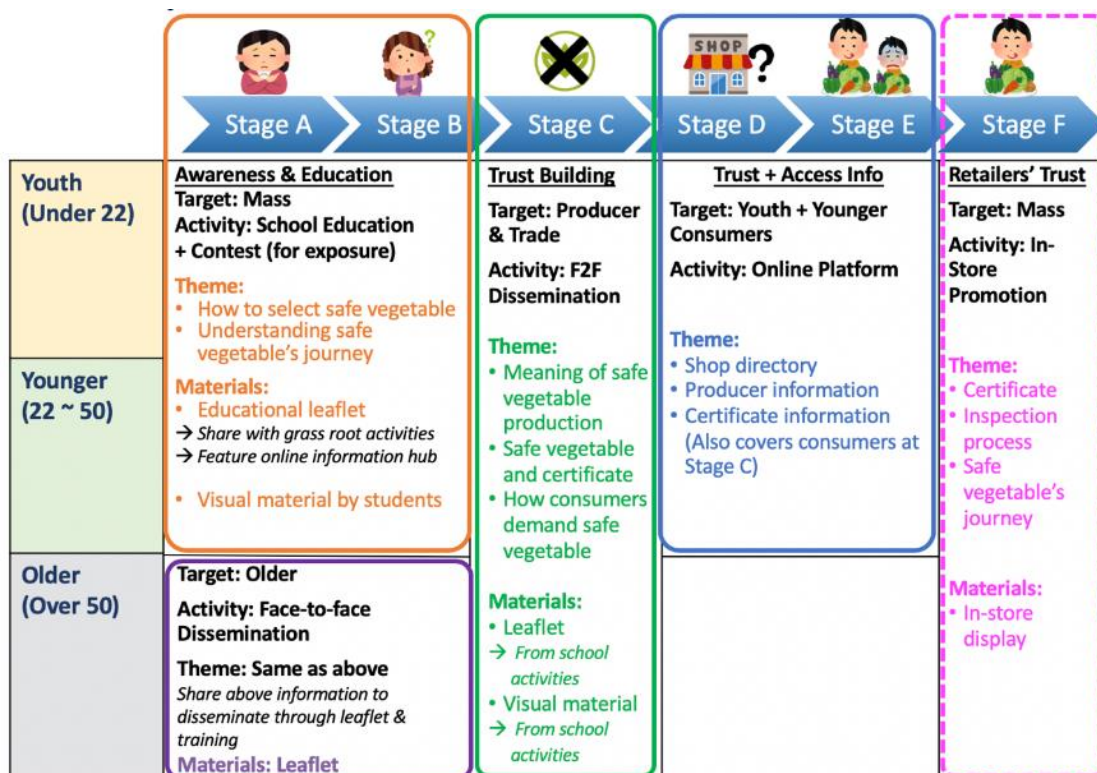 SHOP
?
?
Stage A
Stage B
Stage C
Stage D
Stage E
Stage F
Youth
(Under 22)
Younger
(22 ~ 50)
Older
(Over 50)
Awareness & Education
Target: Mass
Activity: School Education
+ Contest (for exposure)
Theme:
• How to select safe vegetable
• Understanding safe
vegetable's journey
Materials:
• Educational leaflet
→ Share with grass root activities
→ Feature online information hub
• Visual material by students
Target: Older
Activity: Face-to-face
Dissemination
Theme: Same as above
Share above information to
disseminate through leaflet &
training
Materials: Leaflet
Trust Building
Target: Producer
& Trade
Activity: F2F
Dissemination
Theme:
• Meaning of safe
vegetable
production
• Safe vegetable
and certificate
• How consumers
demand safe
vegetable
Materials:
• Leaflet
→ From school
activities
• Visual material
→ From school
activities
Trust + Access Info
Target: Youth + Younger
Consumers
Activity: Online Platform
Theme:
• Shop directory
• Producer information
• Certificate information
(Also covers consumers at
Stage C)
Retailers' Trust
Target: Mass
Activity: In-
Store
Promotion
Theme:
• Certificate
• Inspection
process
• Safe
vegetable's
journey
Materials:
• In-store
display